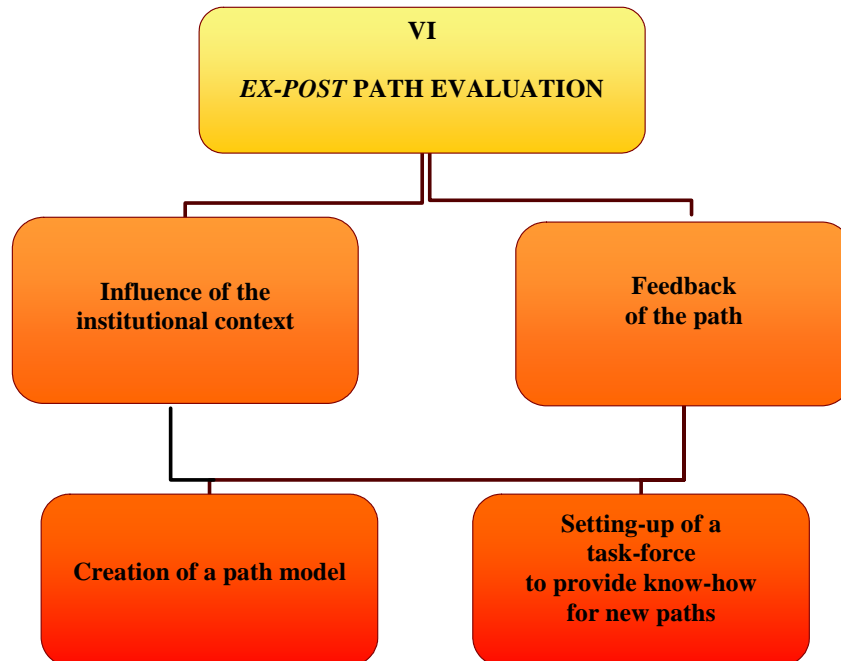 VI
EX-POST PATH EVALUATION
Influence of the
institutional context
Feedback
of the path
Creation of a path model
Setting-up of a
task-force
to provide know-how
for new paths